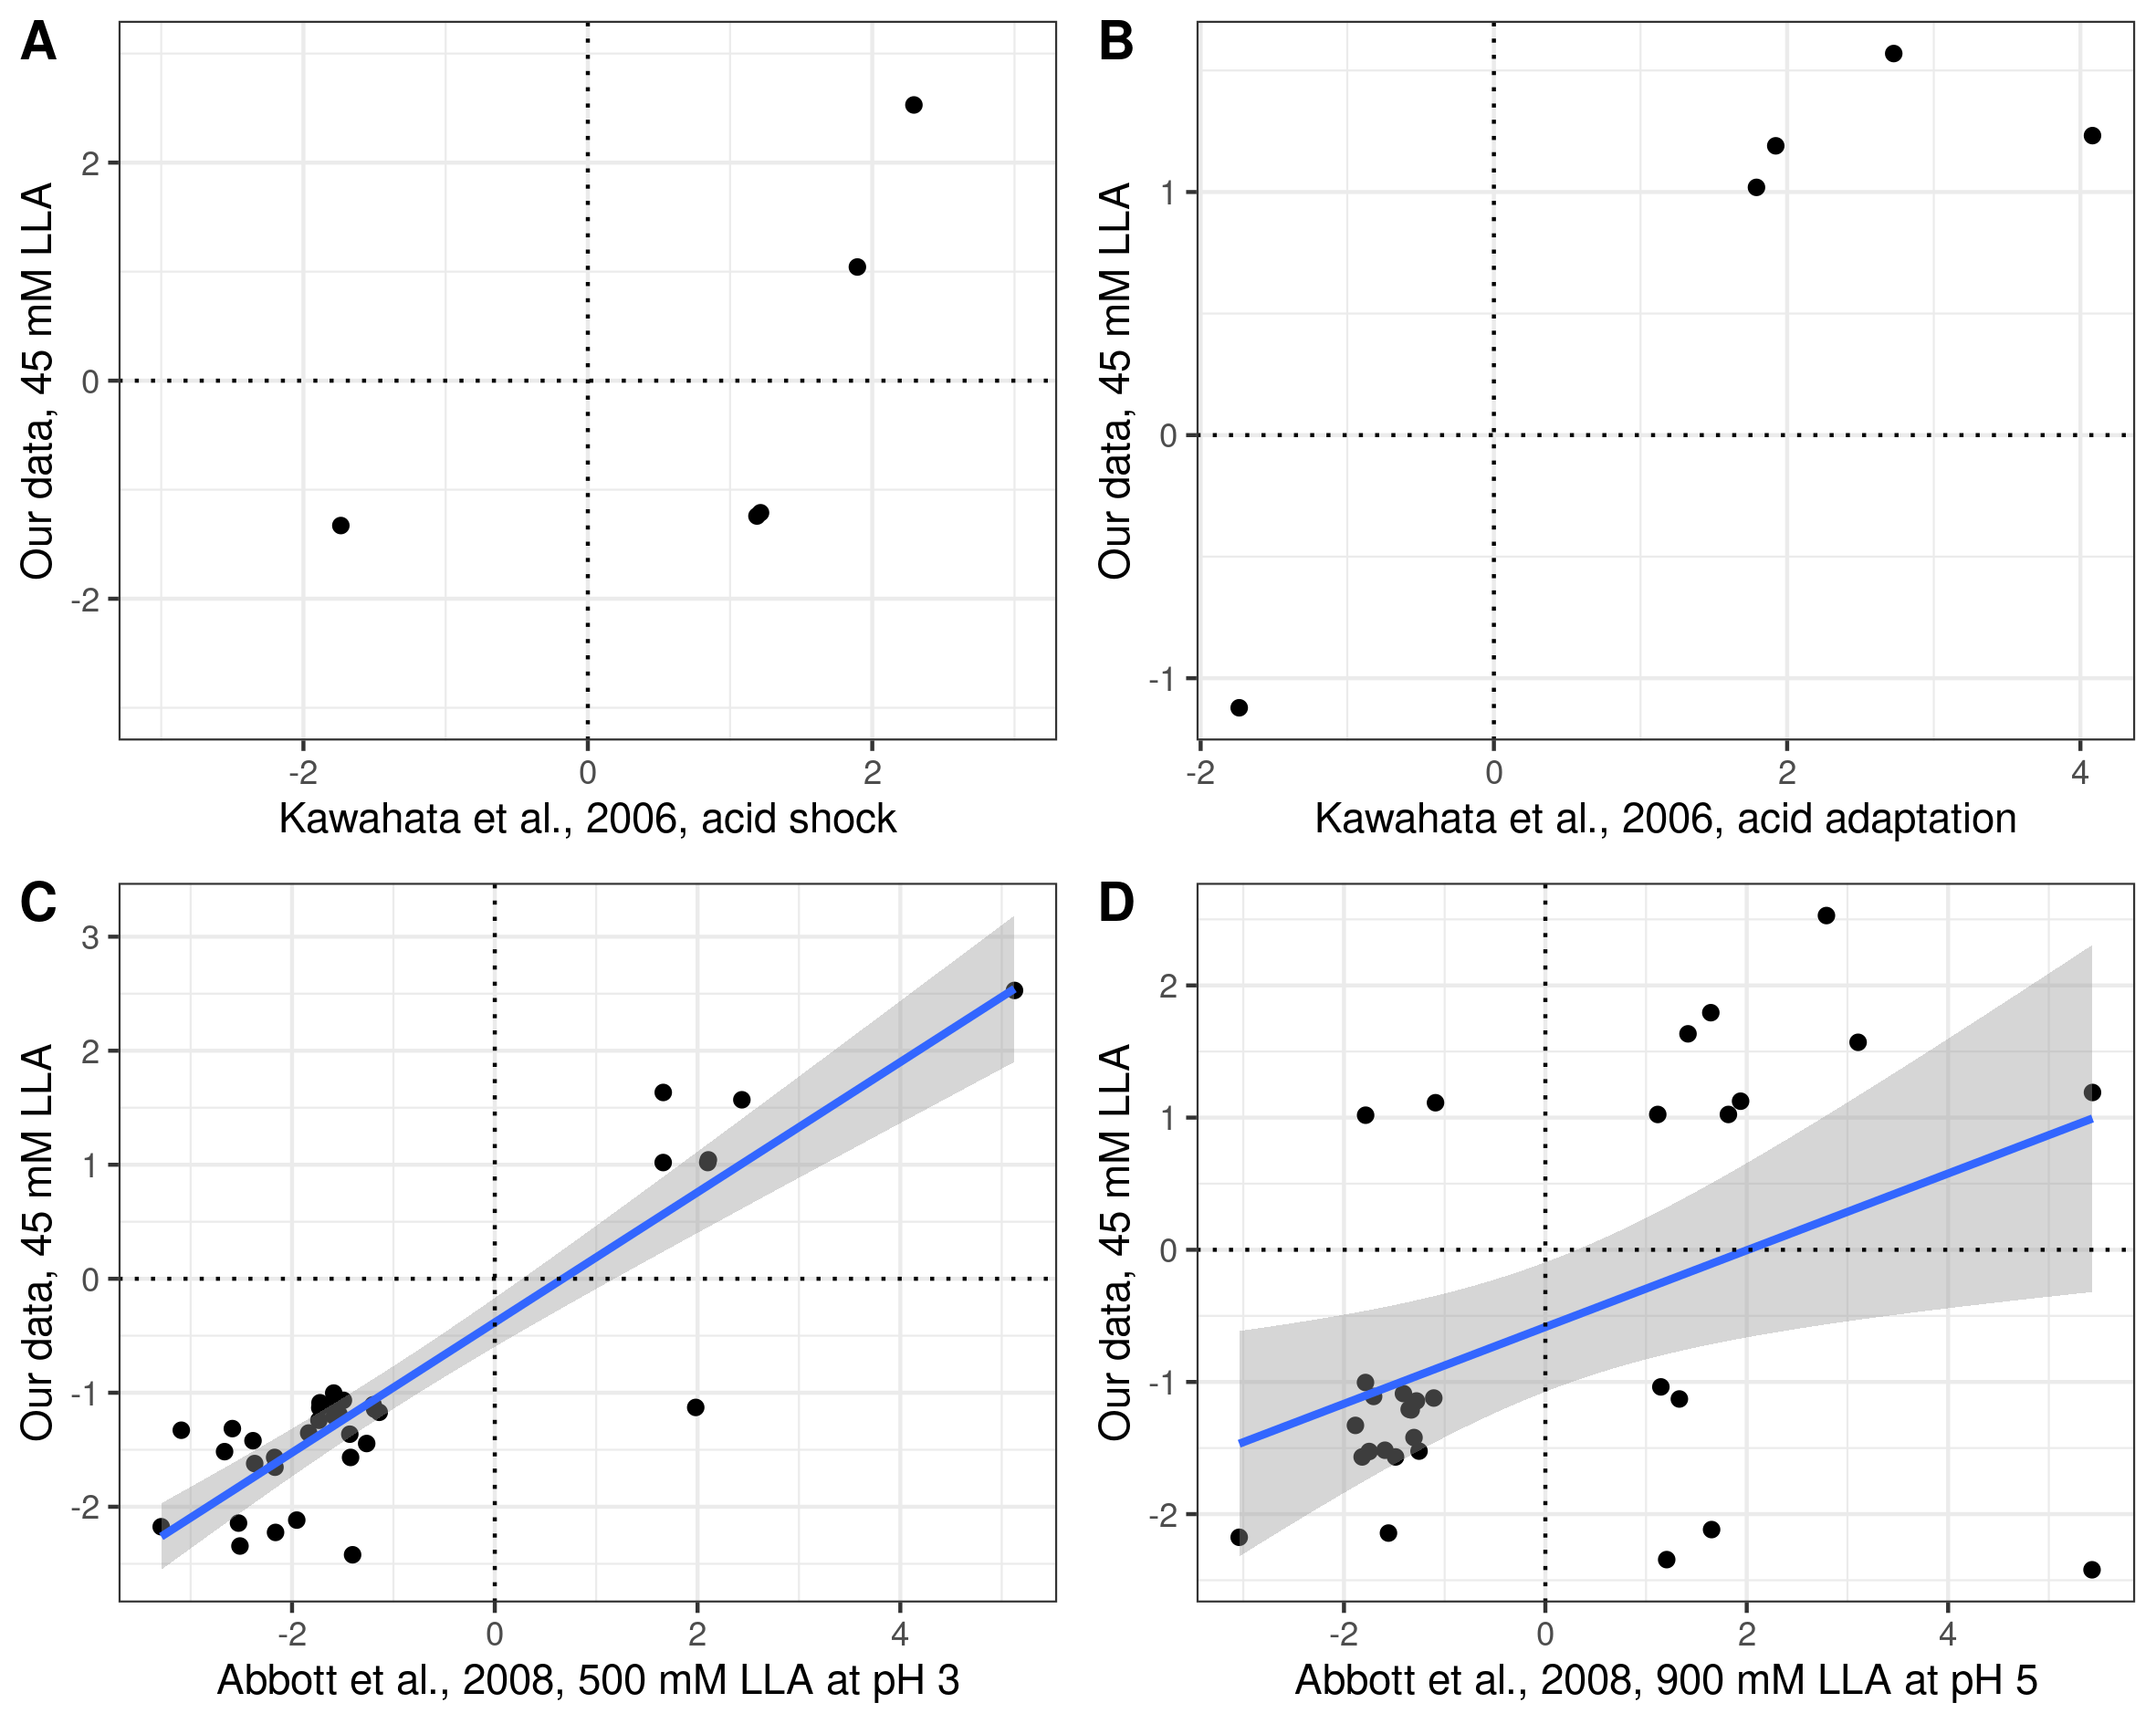 A
Our data, 45 mM LLA
2
0
-2
-2
0
2
Kawahata et al., 2006, acid shock
B
Our data, 45 mM LLA
1
0
-1
-2
0
2
4
Kawahata et al., 2006, acid adaptation
C
Our data, 45 mM LLA
3
2
1
0
-1
-2
-2
0
2
4
Abbott et al., 2008, 500 mM LLA at pH 3
D
Our data, 45 mM LLA
2
1
0
-1
-2
-2
0
2
4
Abbott et al., 2008, 900 mM LLA at pH 5